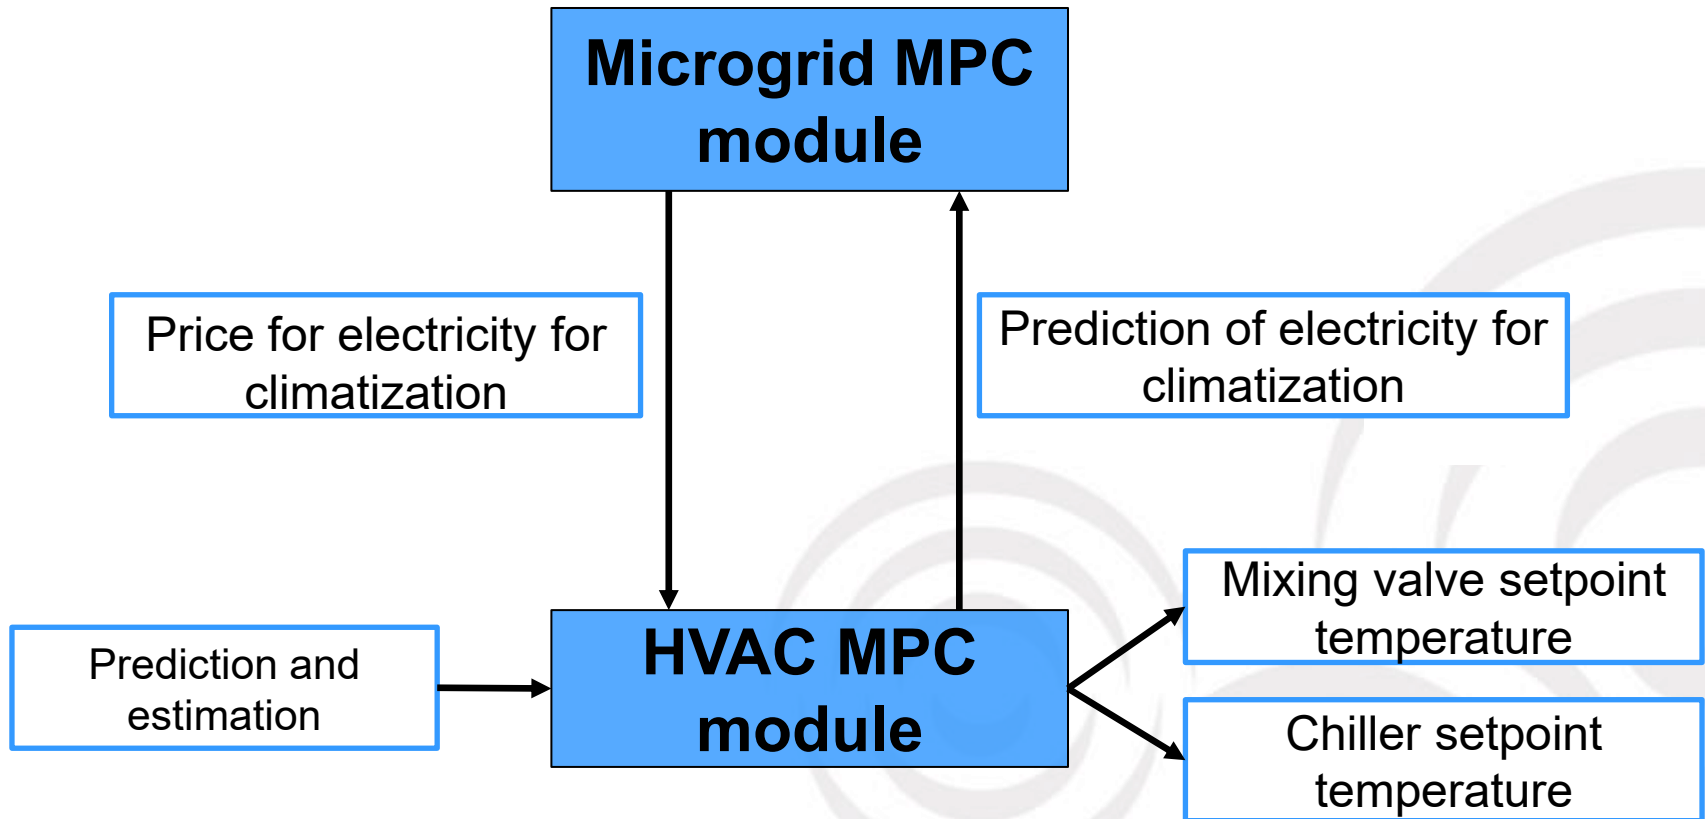 Microgrid MPC
module
Price for electricity for
climatization
Prediction of electricity for
climatization
Prediction and
estimation
HVAC MPC
module
Mixing valve setpoint
temperature
Chiller setpoint
temperature